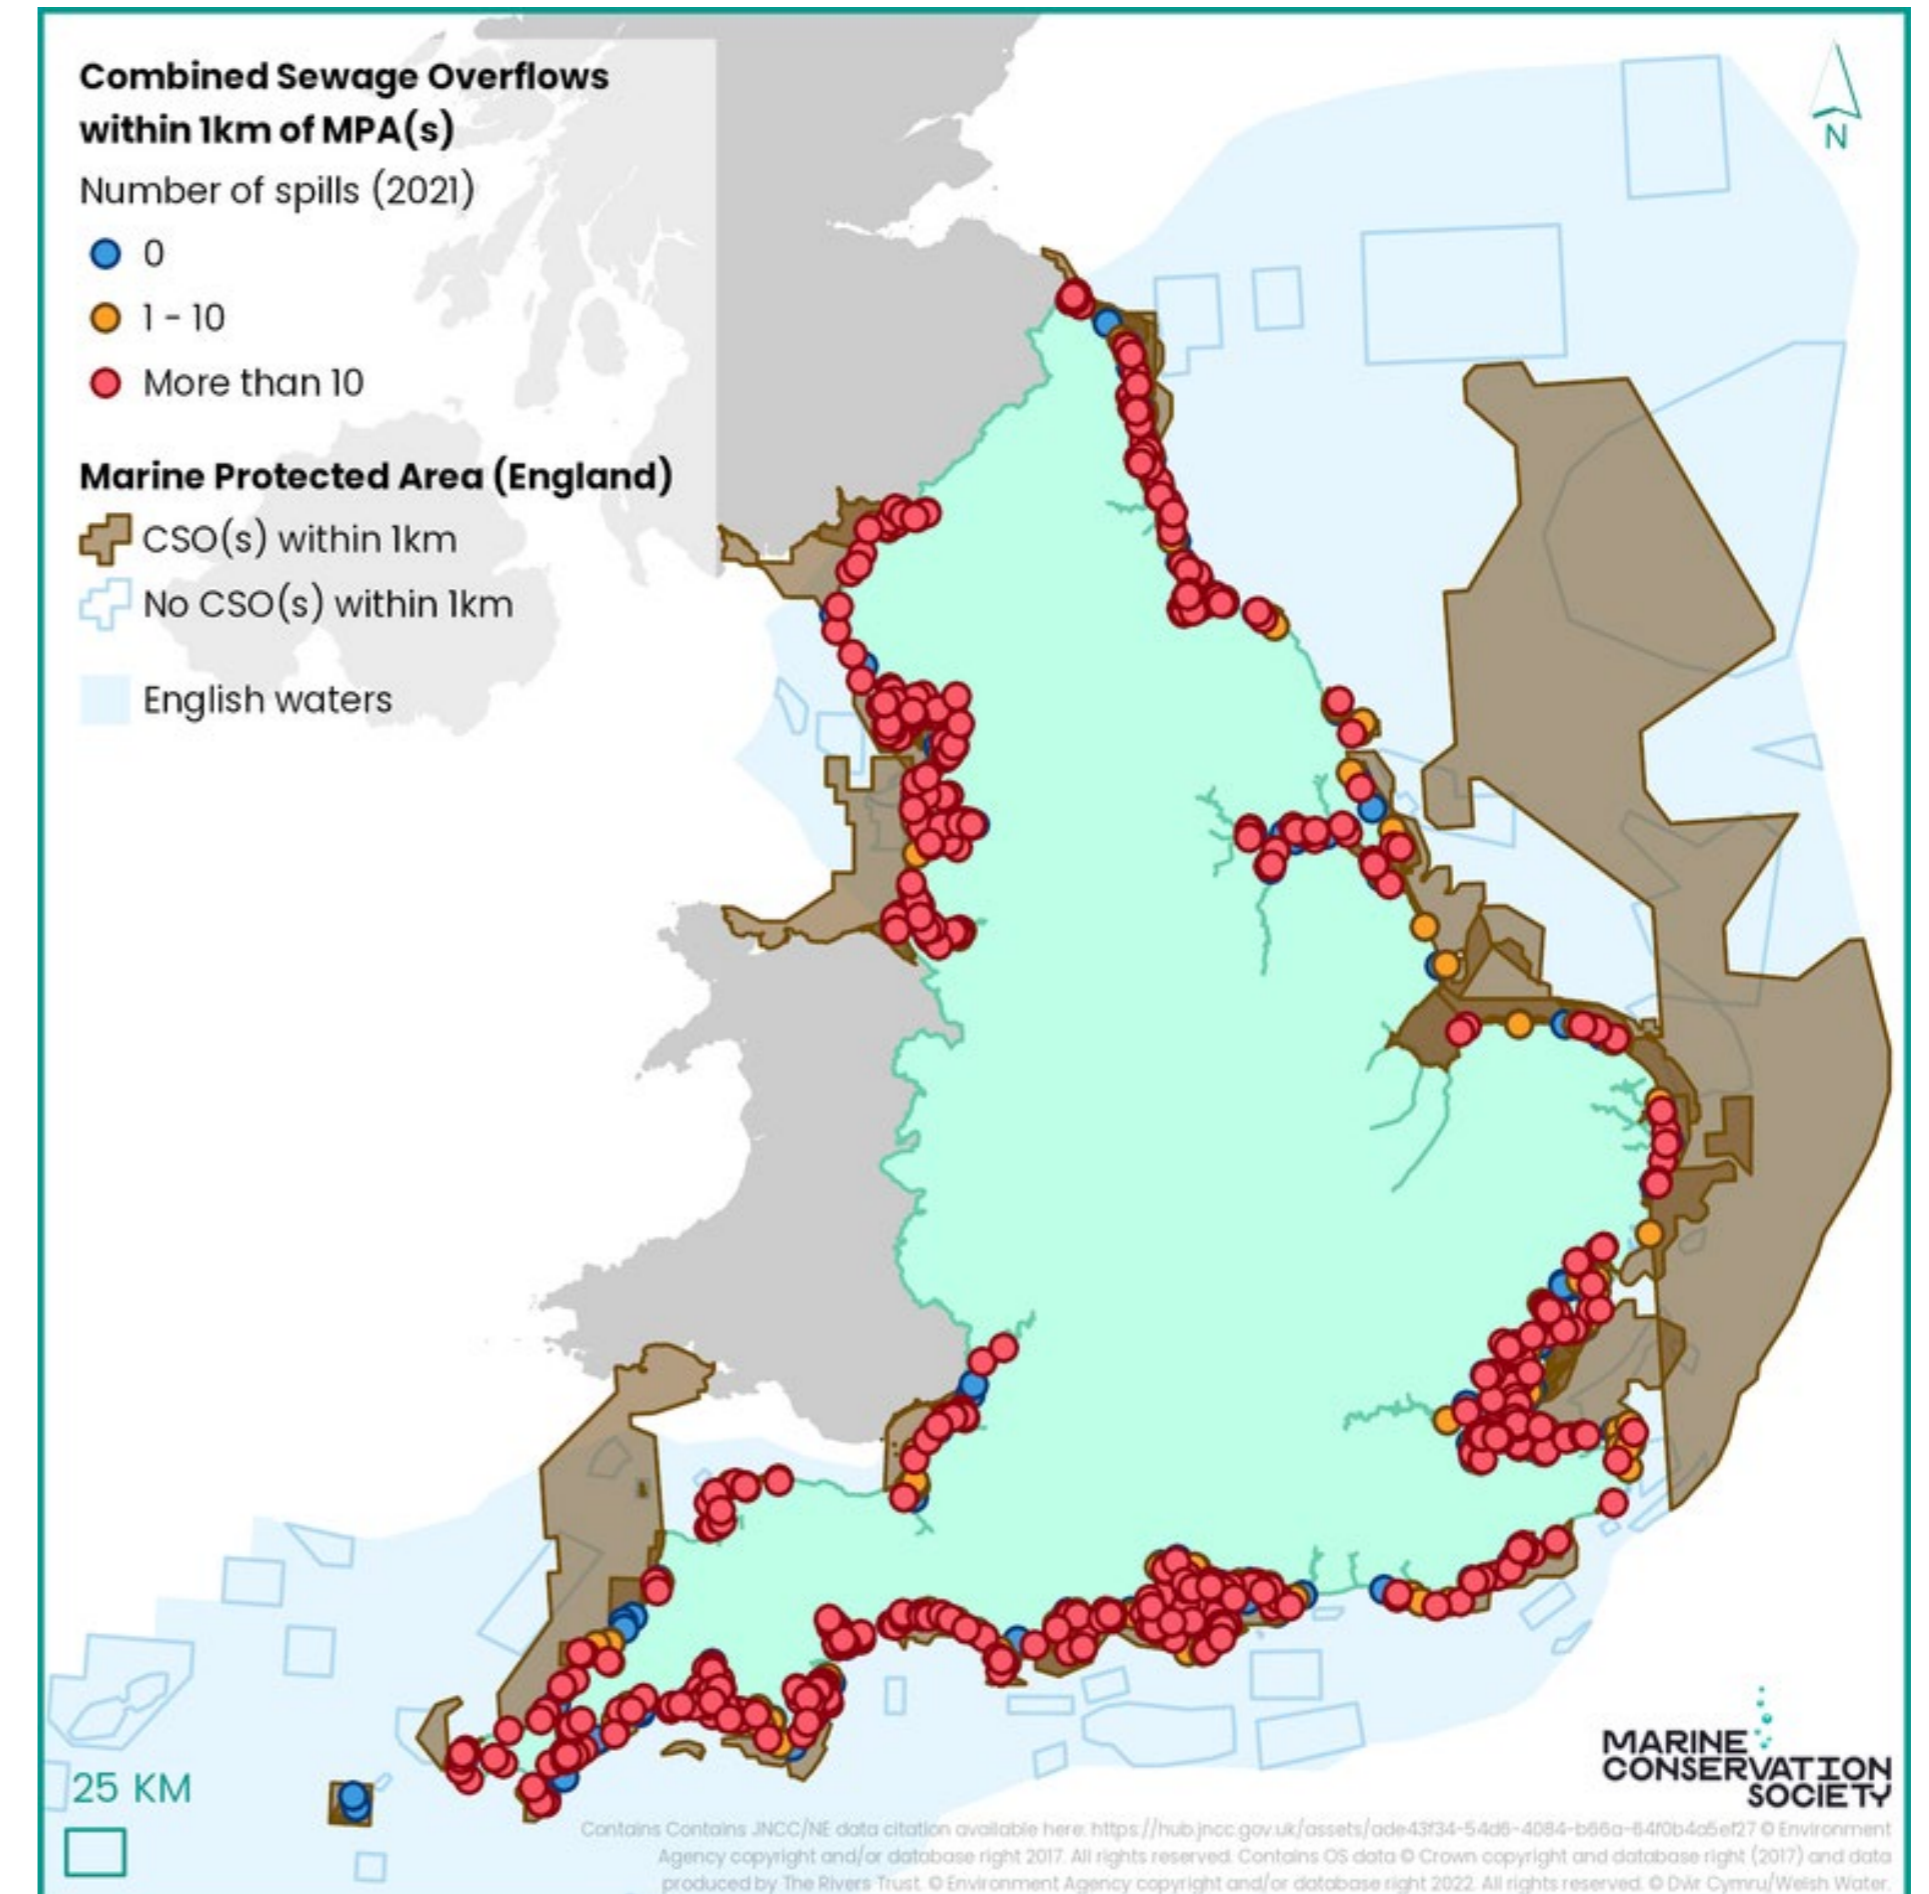 Combined Sewage Overflows
within 1km of MPA(s)
Number of spills (2021)
0
1 - 10
More than 10
Marine Protected Area (England)
CSO(s) within 1km
No CSO(s) within 1km
English waters
N
25 KM
MARINE
CONSERVATION
SOCIETY
Contains Contains JNCC/NE data citation available here: https://hub.jncc.gov.uk/assets/ade43f34-54d6-4084-b66a-64f0b4a5ef27 © Environment
Agency copyright and/or database right 2017. All rights reserved. Contains OS data © Crown copyright and database right (2017) and data
produced by The Rivers Trust. © Environment Agency copyright and/or database right 2022. All rights reserved. © Dŵr Cymru/Welsh Water.